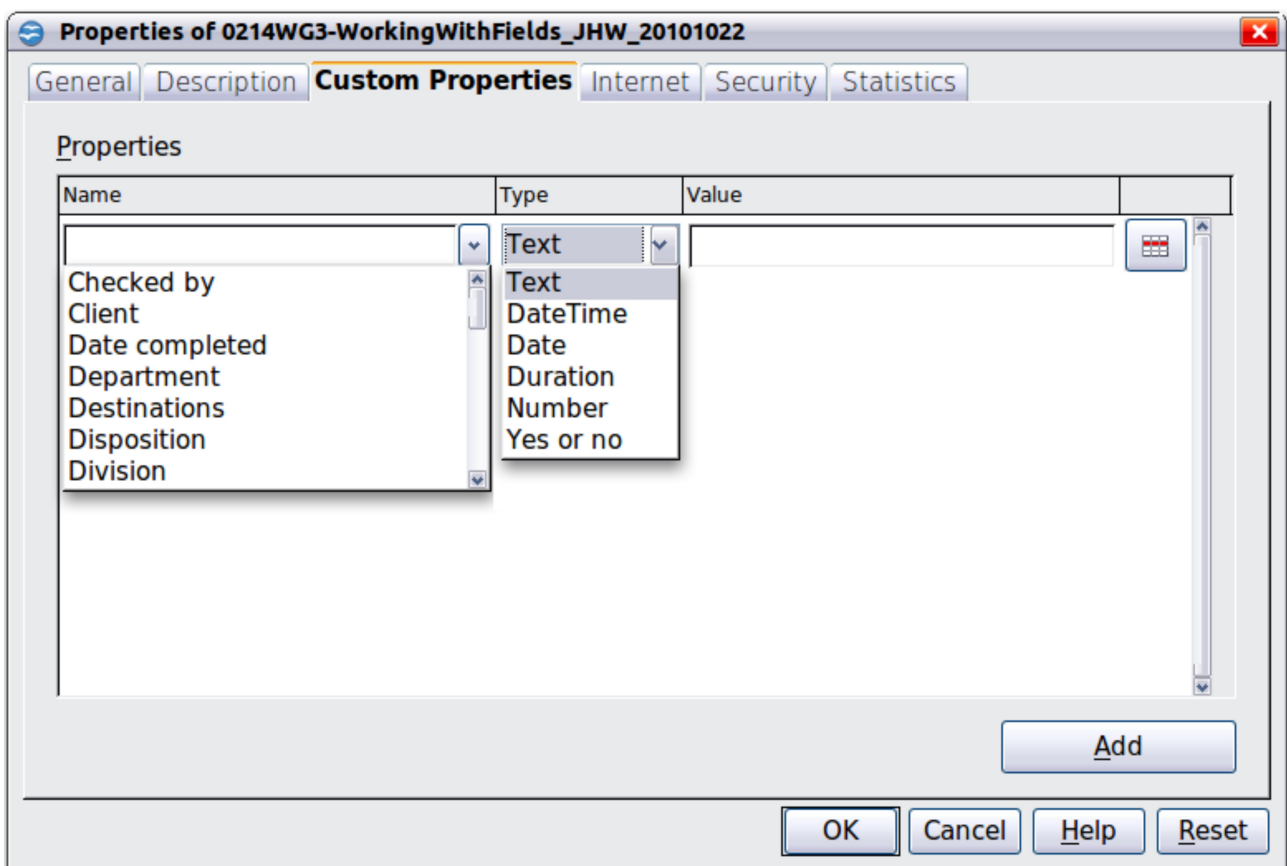 Properties of 0214WG3-WorkingWithFields_JHW_20101022
General Description Custom Properties Internet Security Statistics
Properties
Name Type Value
Text
Checked by
Client
Date completed
Department
Destinations
Disposition
Division
Text
DateTime
Date
Duration
Number
Yes or no
Add
OK Cancel Help Reset